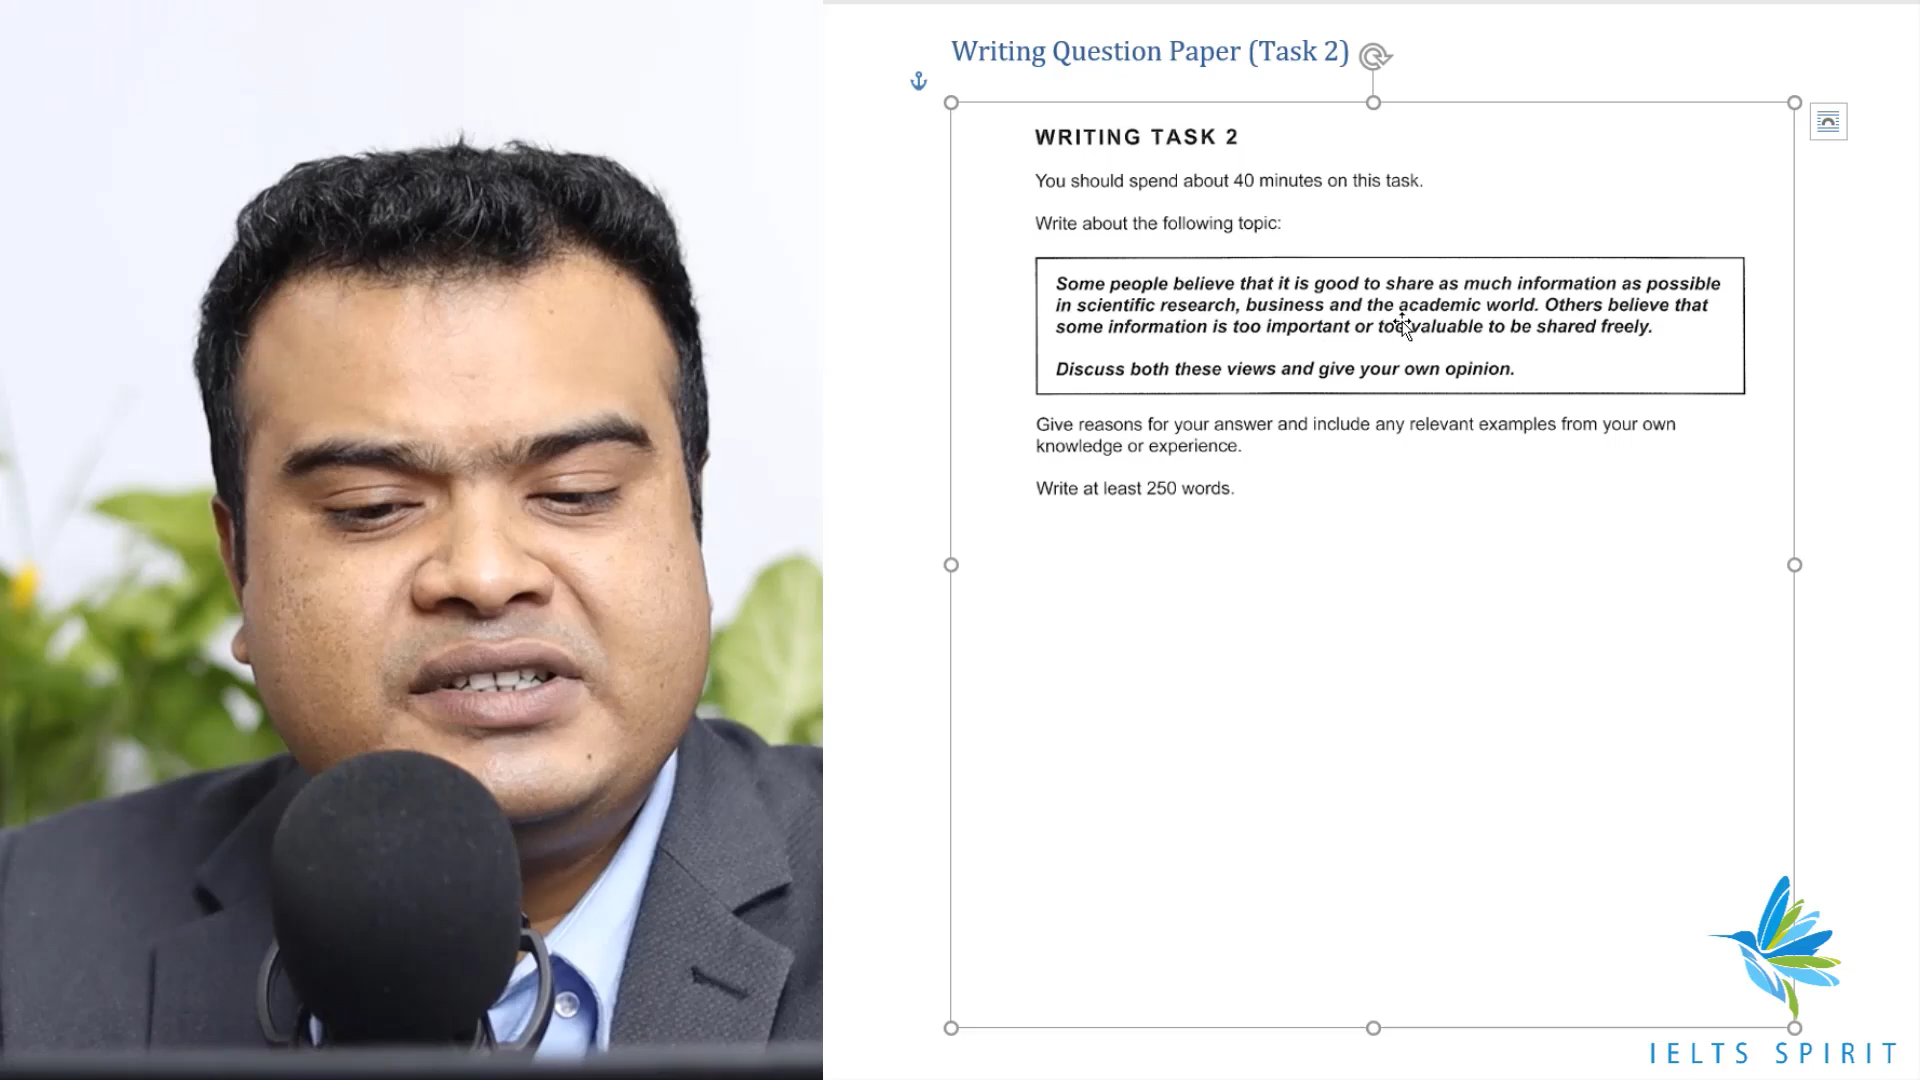 Writing Question Paper (Task 2)
WRITING TASK 2
You should spend about 40 minutes on this task.
Write about the following topic:
Some people believe that it is good to share as much information as possible
in scientific research, business and the academic world. Others believe that
some information is too important or too valuable to be shared freely.
Discuss both these views and give your own opinion.
Give reasons for your answer and include any relevant examples from your own
knowledge or experience.
Write at least 250 words.
IELTS SPIRIT